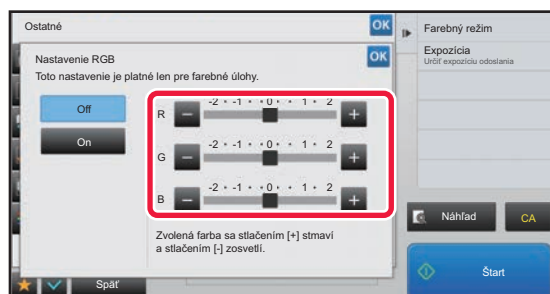 Ostatné
OK
Nastavenie RGB
OK
Toto nastavenie je platné len pre farebné úlohy.
Off
On
-2 • -1 • • 0 • • 1 • 2
R - +
-2 • -1 • • 0 • • 1 • 2
G - +
-2 • -1 • • 0 • • 1 • 2
B - +
Zvolená farba sa stlačením [+] stmaví
a stlačením [-] zosvetlí.
Späť
Farebný režim
Expozícia
Určiť expozíciu odoslania
Náhľad
CA
Štart